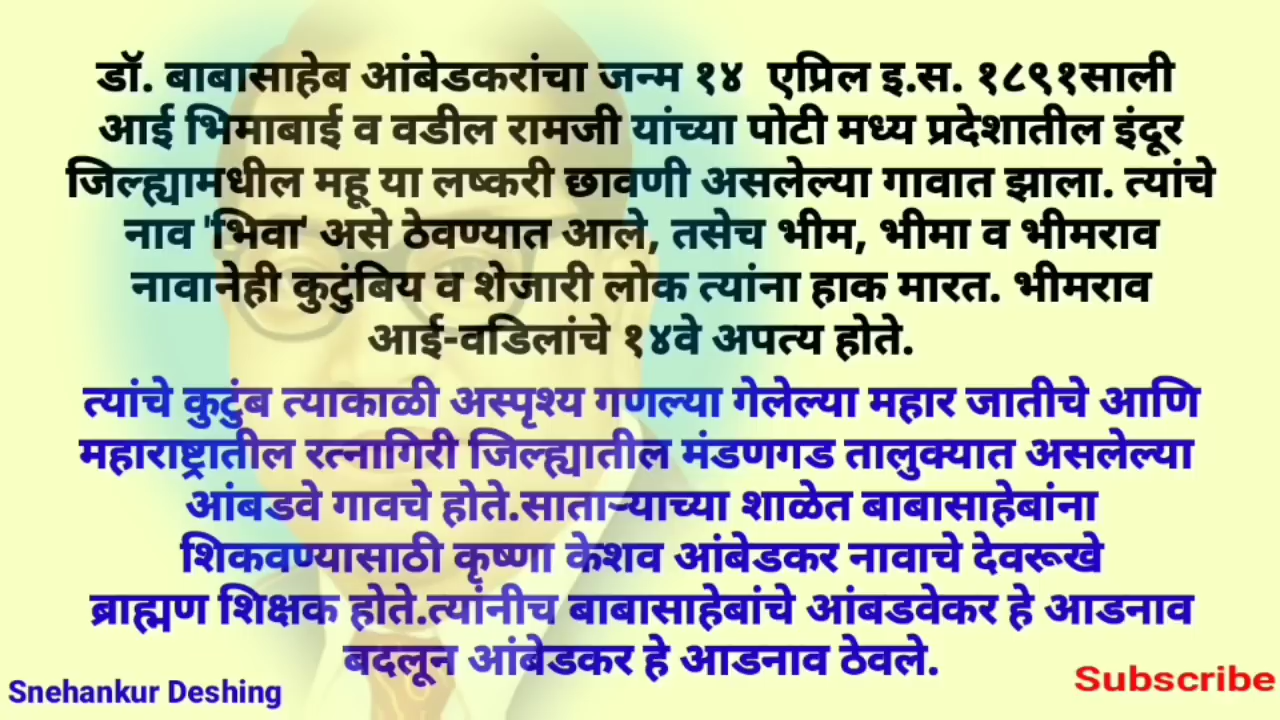 डॉ. बाबासाहेब आंबेडकरांचा जन्म १४ एप्रिल इ.स. १८९१साली
आई भिमाबाई व वडील रामजी यांच्या पोटी मध्य प्रदेशातील इंदूर
जिल्ह्यामधील महू या लष्करी छावणी असलेल्या गावात झाला. त्यांचे
नाव 'भिवा' असे ठेवण्यात आले, तसेच भीम, भीमा व भीमराव
नावानेही कुटुंबिय व शेजारी लोक त्यांना हाक मारत. भीमराव
आई-वडिलांचे १४वे अपत्य होते.
त्यांचे कुटुंब त्याकाळी अस्पृश्य गणल्या गेलेल्या महार जातीचे आणि
महाराष्ट्रातील रत्नागिरी जिल्ह्यातील मंडणगड तालुक्यात असलेल्या
आंबडवे गावचे होते.साताऱ्याच्या शाळेत बाबासाहेबांना
शिकवण्यासाठी कृष्णा केशव आंबेडकर नावाचे देवरूखे
ब्राह्मण शिक्षक होते.त्यांनीच बाबासाहेबांचे आंबडवेकर हे आडनाव
बदलून आंबेडकर हे आडनाव ठेवले.
Snehankur Deshing
Subscribe